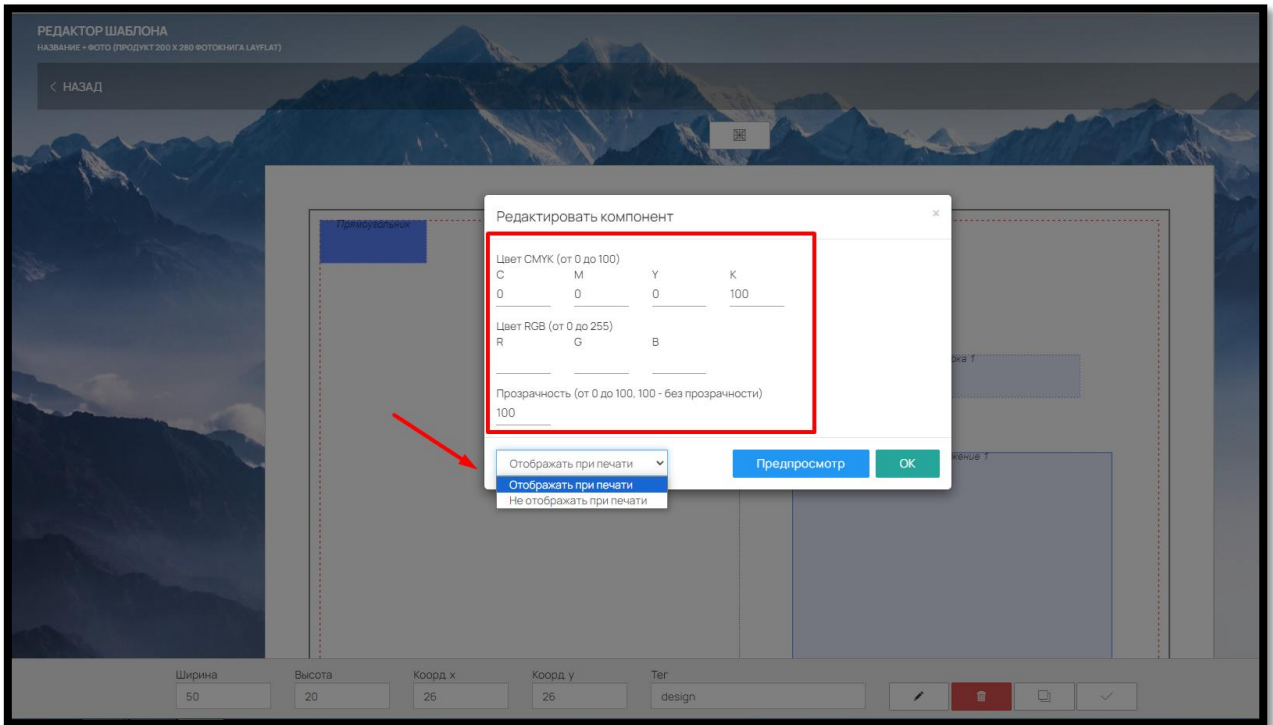 РЕДАКТОР ШАБЛОНА
НАЗВАНИЕ + ФОТО (ПРОДУКТ 200 X 280 ФОТОКНИГА LAYFLAT)
< НАЗАД
Прямоугольник
Редактировать компонент ×
Цвет CMYK (от 0 до 100)
C M Y K
0 0 0 100
Цвет RGB (от 0 до 255)
R G B
Прозрачность (от 0 до 100, 100 - без прозрачности)
100
Отображать при печати Предпросмотр OK
Отображать при печати
Не отображать при печати
Ширина Высота Коорд. x Коорд. y Тег
50 20 26 26 design